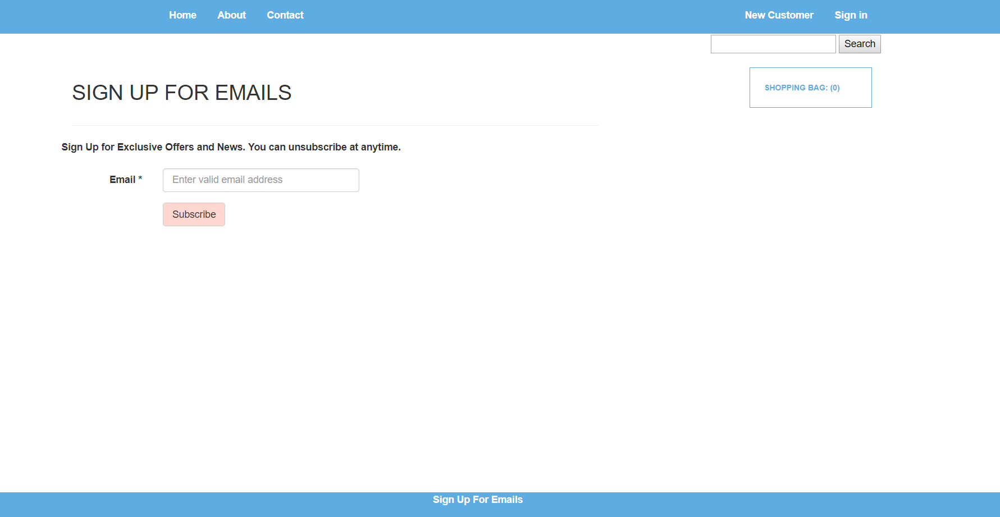 Home About Contact New Customer Sign in
Search
SIGN UP FOR EMAILS
SHOPPING BAG: (0)
Sign Up for Exclusive Offers and News. You can unsubscribe at anytime.
Email * Enter valid email address
Subscribe
Sign Up For Emails